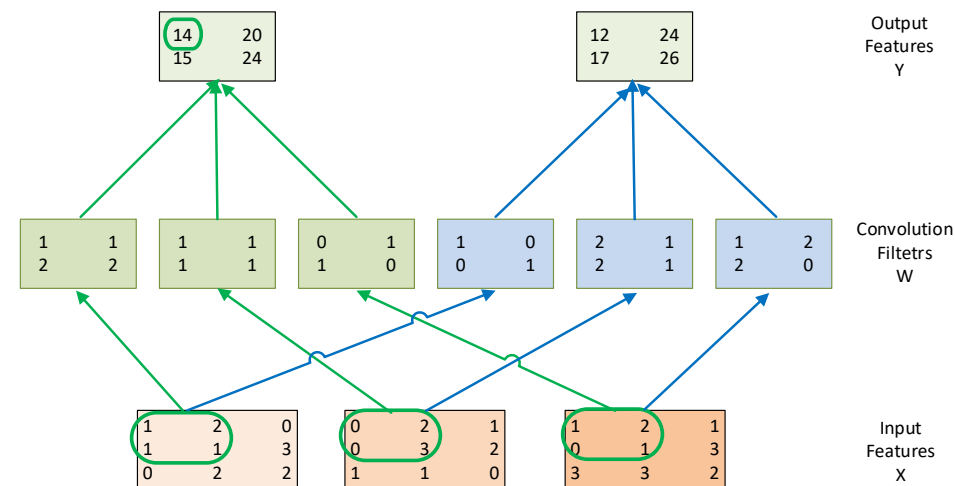 14 20
15 24
12 24
17 26
Output
Features
Y
1 1
2 2
1 1
1 1
0 1
1 0
1 0
0 1
2 1
2 1
1 2
2 0
Convolution
Filtetrs
W
1 2 0
1 1 3
0 2 2
0 2 1
0 3 2
1 1 0
1 2 1
0 1 3
3 3 2
Input
Features
X